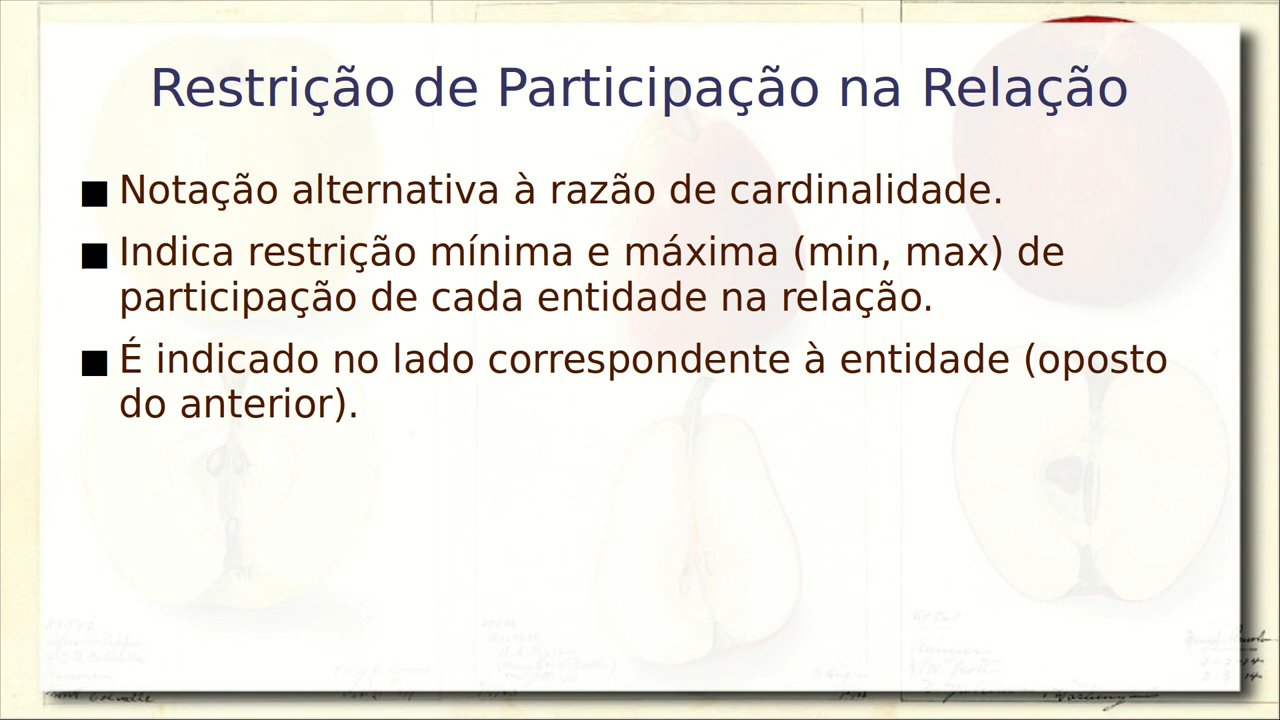 Restrição de Participação na Relação
■ Notação alternativa à razão de cardinalidade.
■ Indica restrição mínima e máxima (min, max) de
participação de cada entidade na relação.
■ É indicado no lado correspondente à entidade (oposto
do anterior).